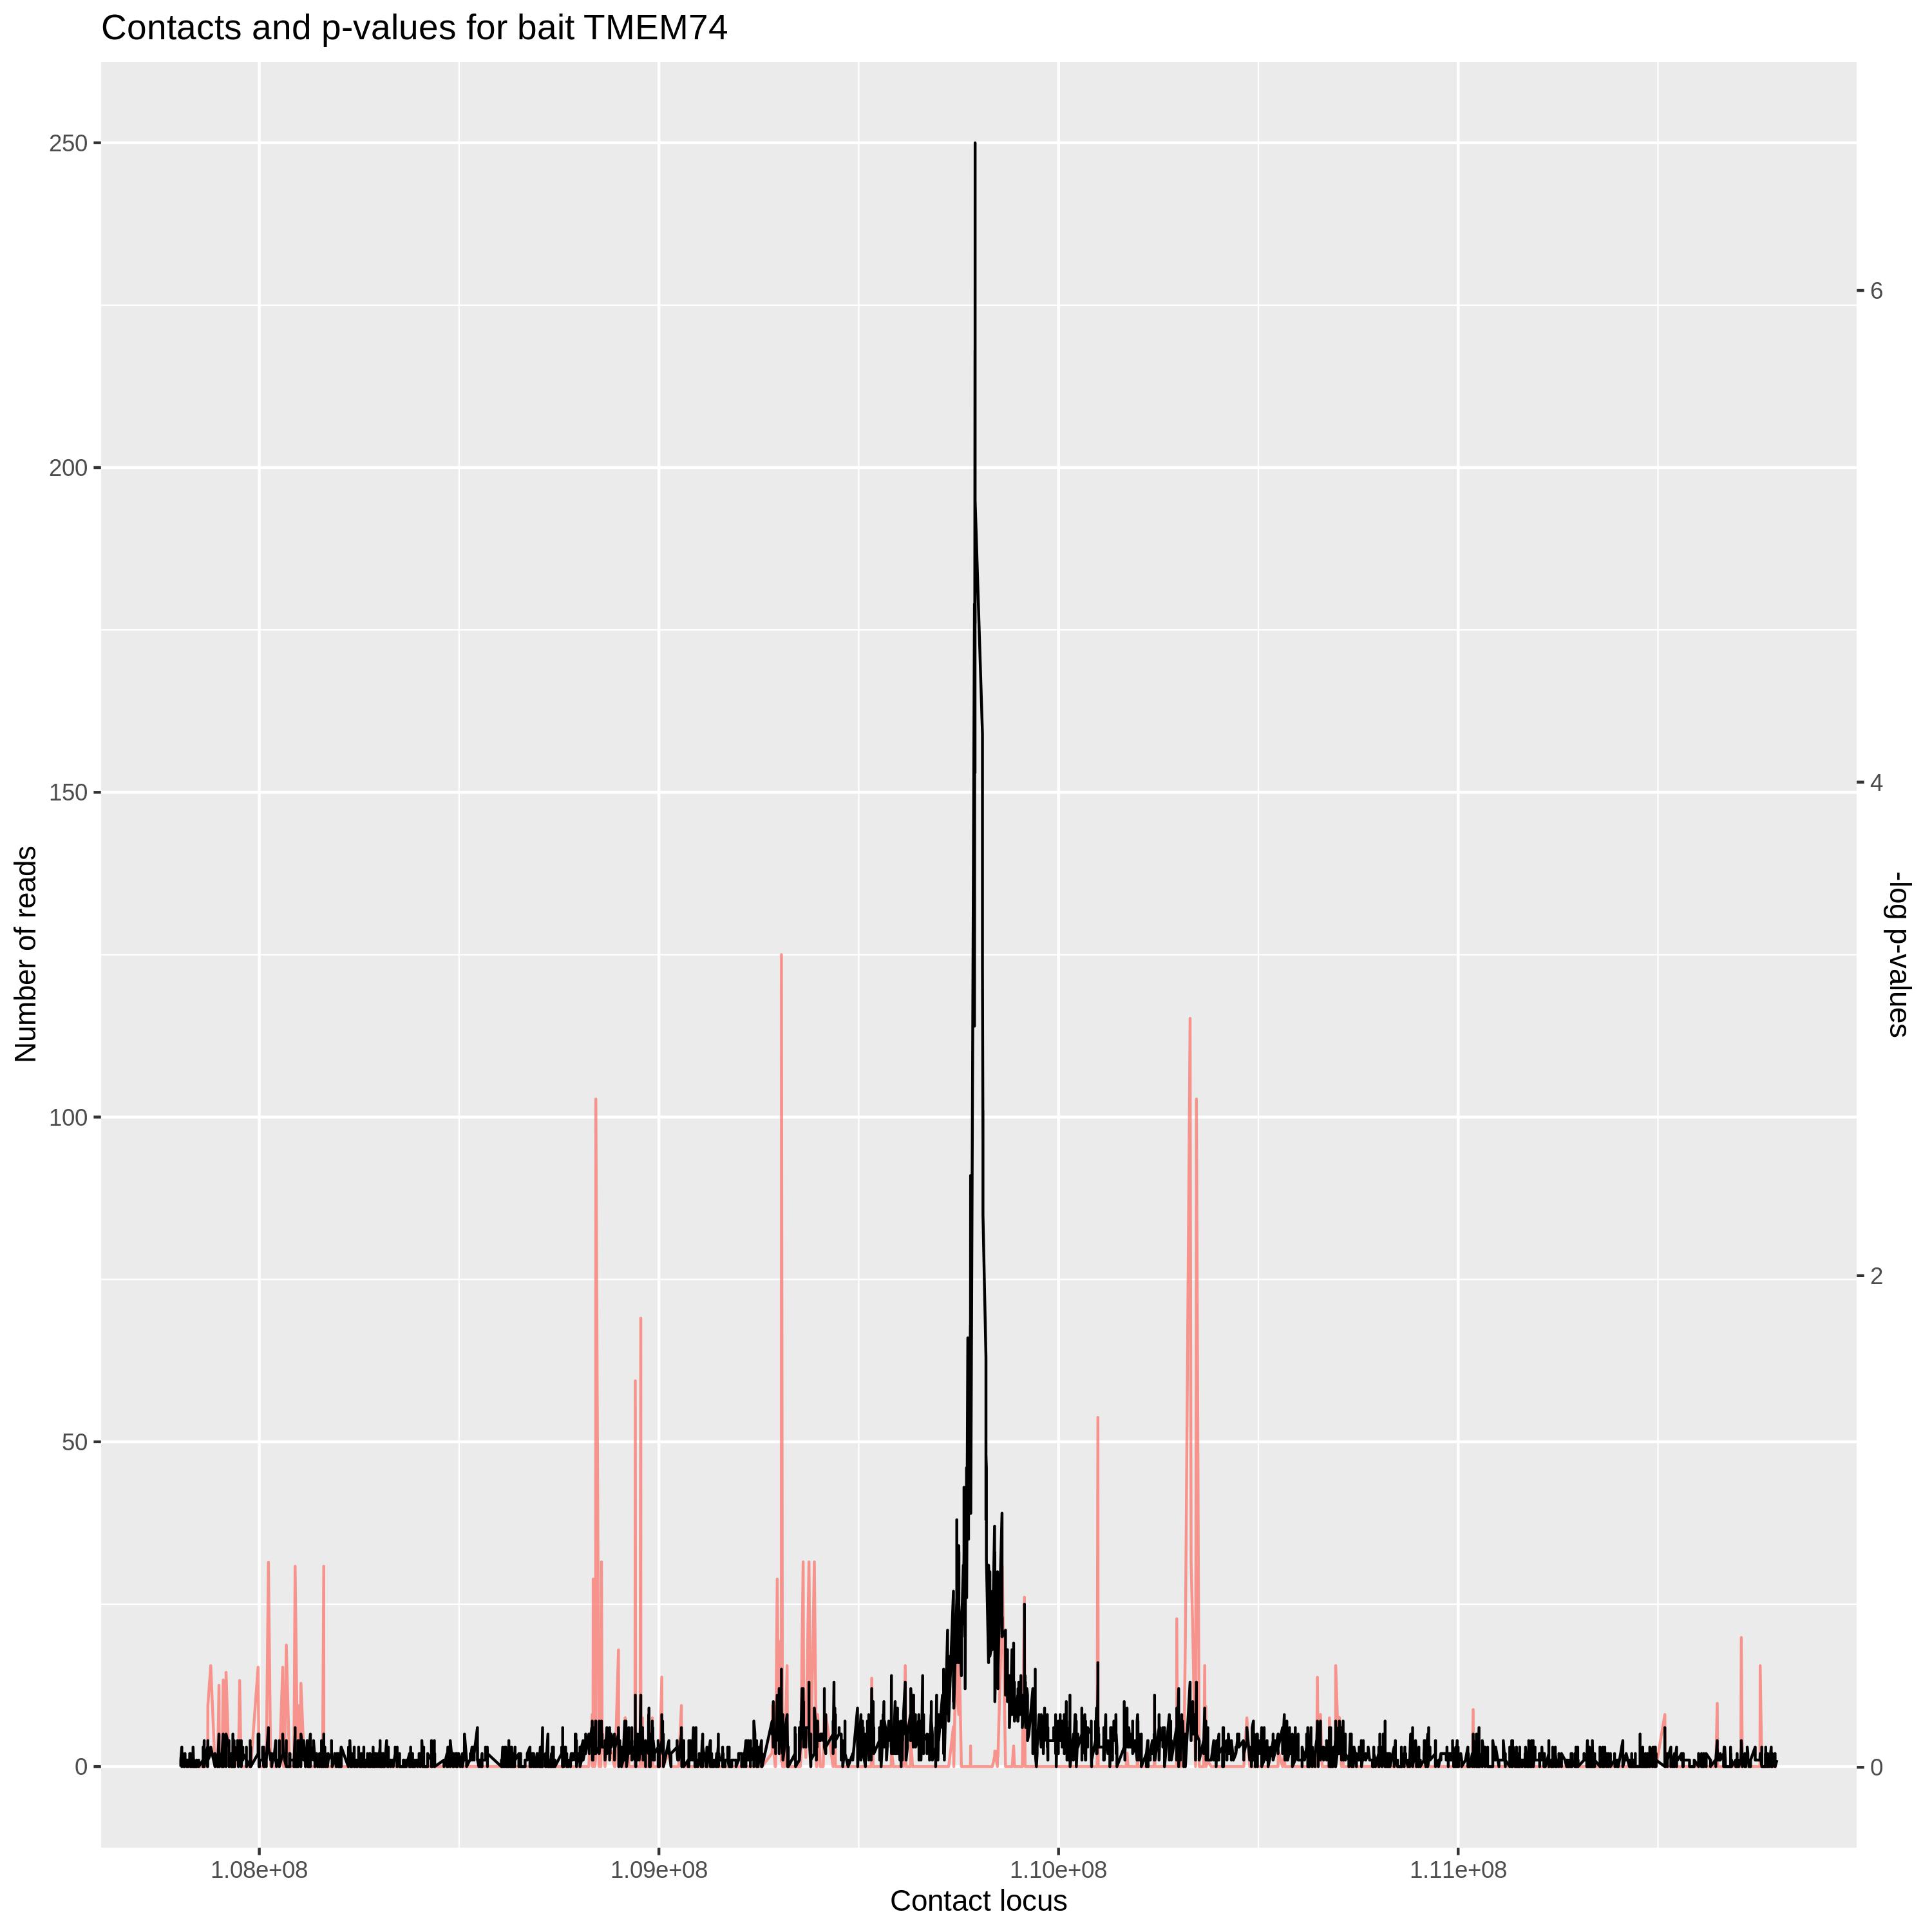 Contacts and p-values for bait TMEM74
250
200
150
100
50
0
Number of reads
6
4
2
0
-log p-values
1.08e+08
1.09e+08
1.10e+08
1.11e+08
Contact locus